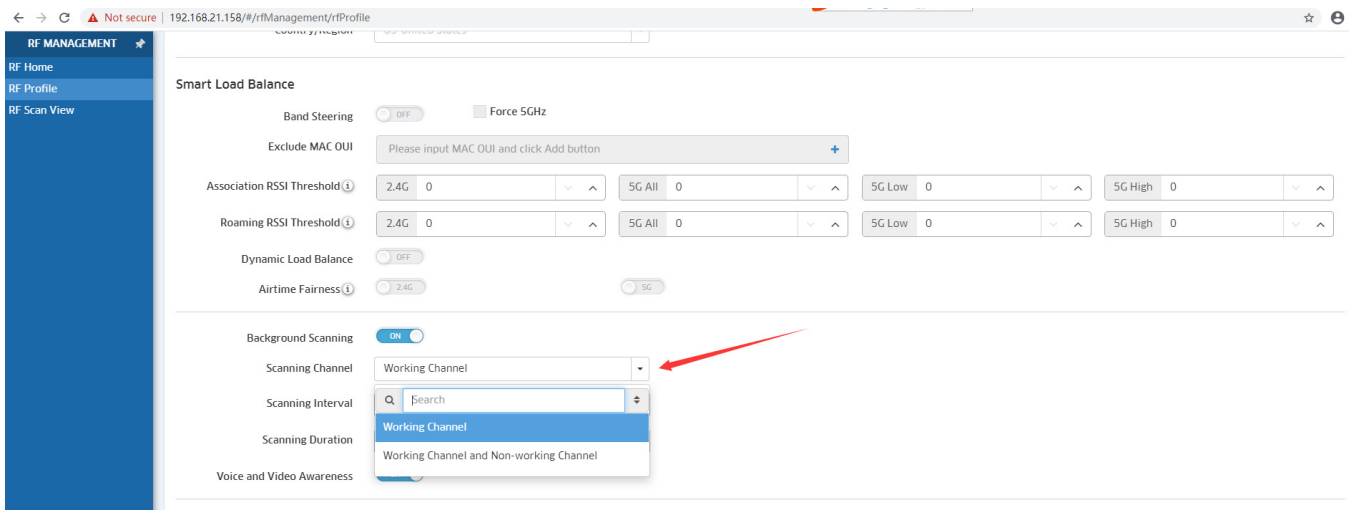 Not secure | 192.168.21.158/#/rfManagement/rfProfile
RF MANAGEMENT
RF Home
RF Profile
RF Scan View
Country/Region US-United States
Smart Load Balance
Band Steering OFF Force 5GHz
Exclude MAC OUI Please input MAC OUI and click Add button +
Association RSSI Threshold 2.4G 0 5G All 0 5G Low 0 5G High 0
Roaming RSSI Threshold 2.4G 0 5G All 0 5G Low 0 5G High 0
Dynamic Load Balance OFF
Airtime Fairness 2.4G 5G
Background Scanning ON
Scanning Channel Working Channel
Scanning Interval Search
Working Channel
Scanning Duration
Working Channel and Non-working Channel
Voice and Video Awareness